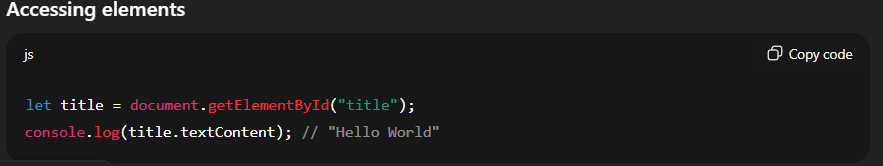 Accessing elements
js
Copy code
let title = document.getElementById("title");
console.log(title.textContent); // "Hello World"